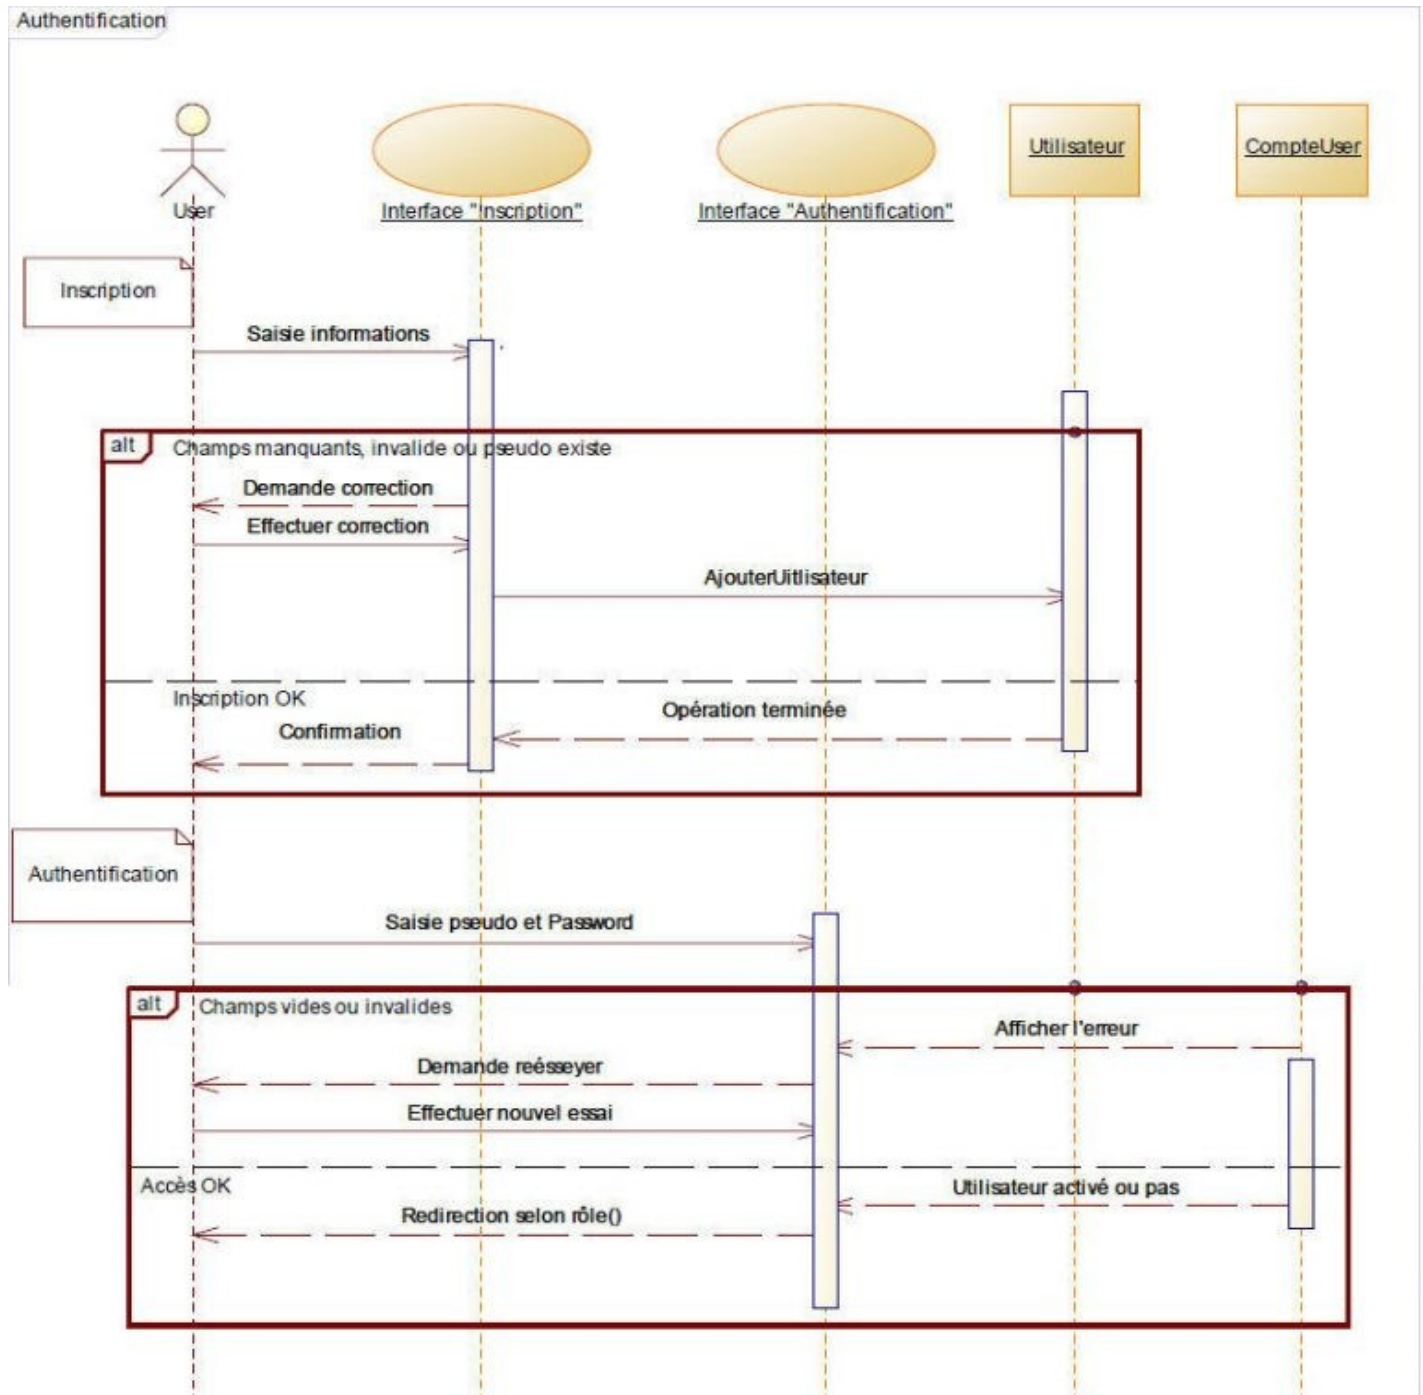 Authentification
User
Interface "Inscription"
Interface "Authentification"
Utilisateur
CompteUser
Inscription
Saisie informations
alt
Champs manquants, invalide ou pseudo existe
Demande correction
Effectuer correction
AjouterUitlisateur
Inscription OK
Opération terminée
Confirmation
Authentification
Saisie pseudo et Password
alt
Champs vides ou invalides
Afficher l'erreur
Demande reésseyer
Effectuer nouvel essai
Accès OK
Utilisateur activé ou pas
Redirection selon rôle()